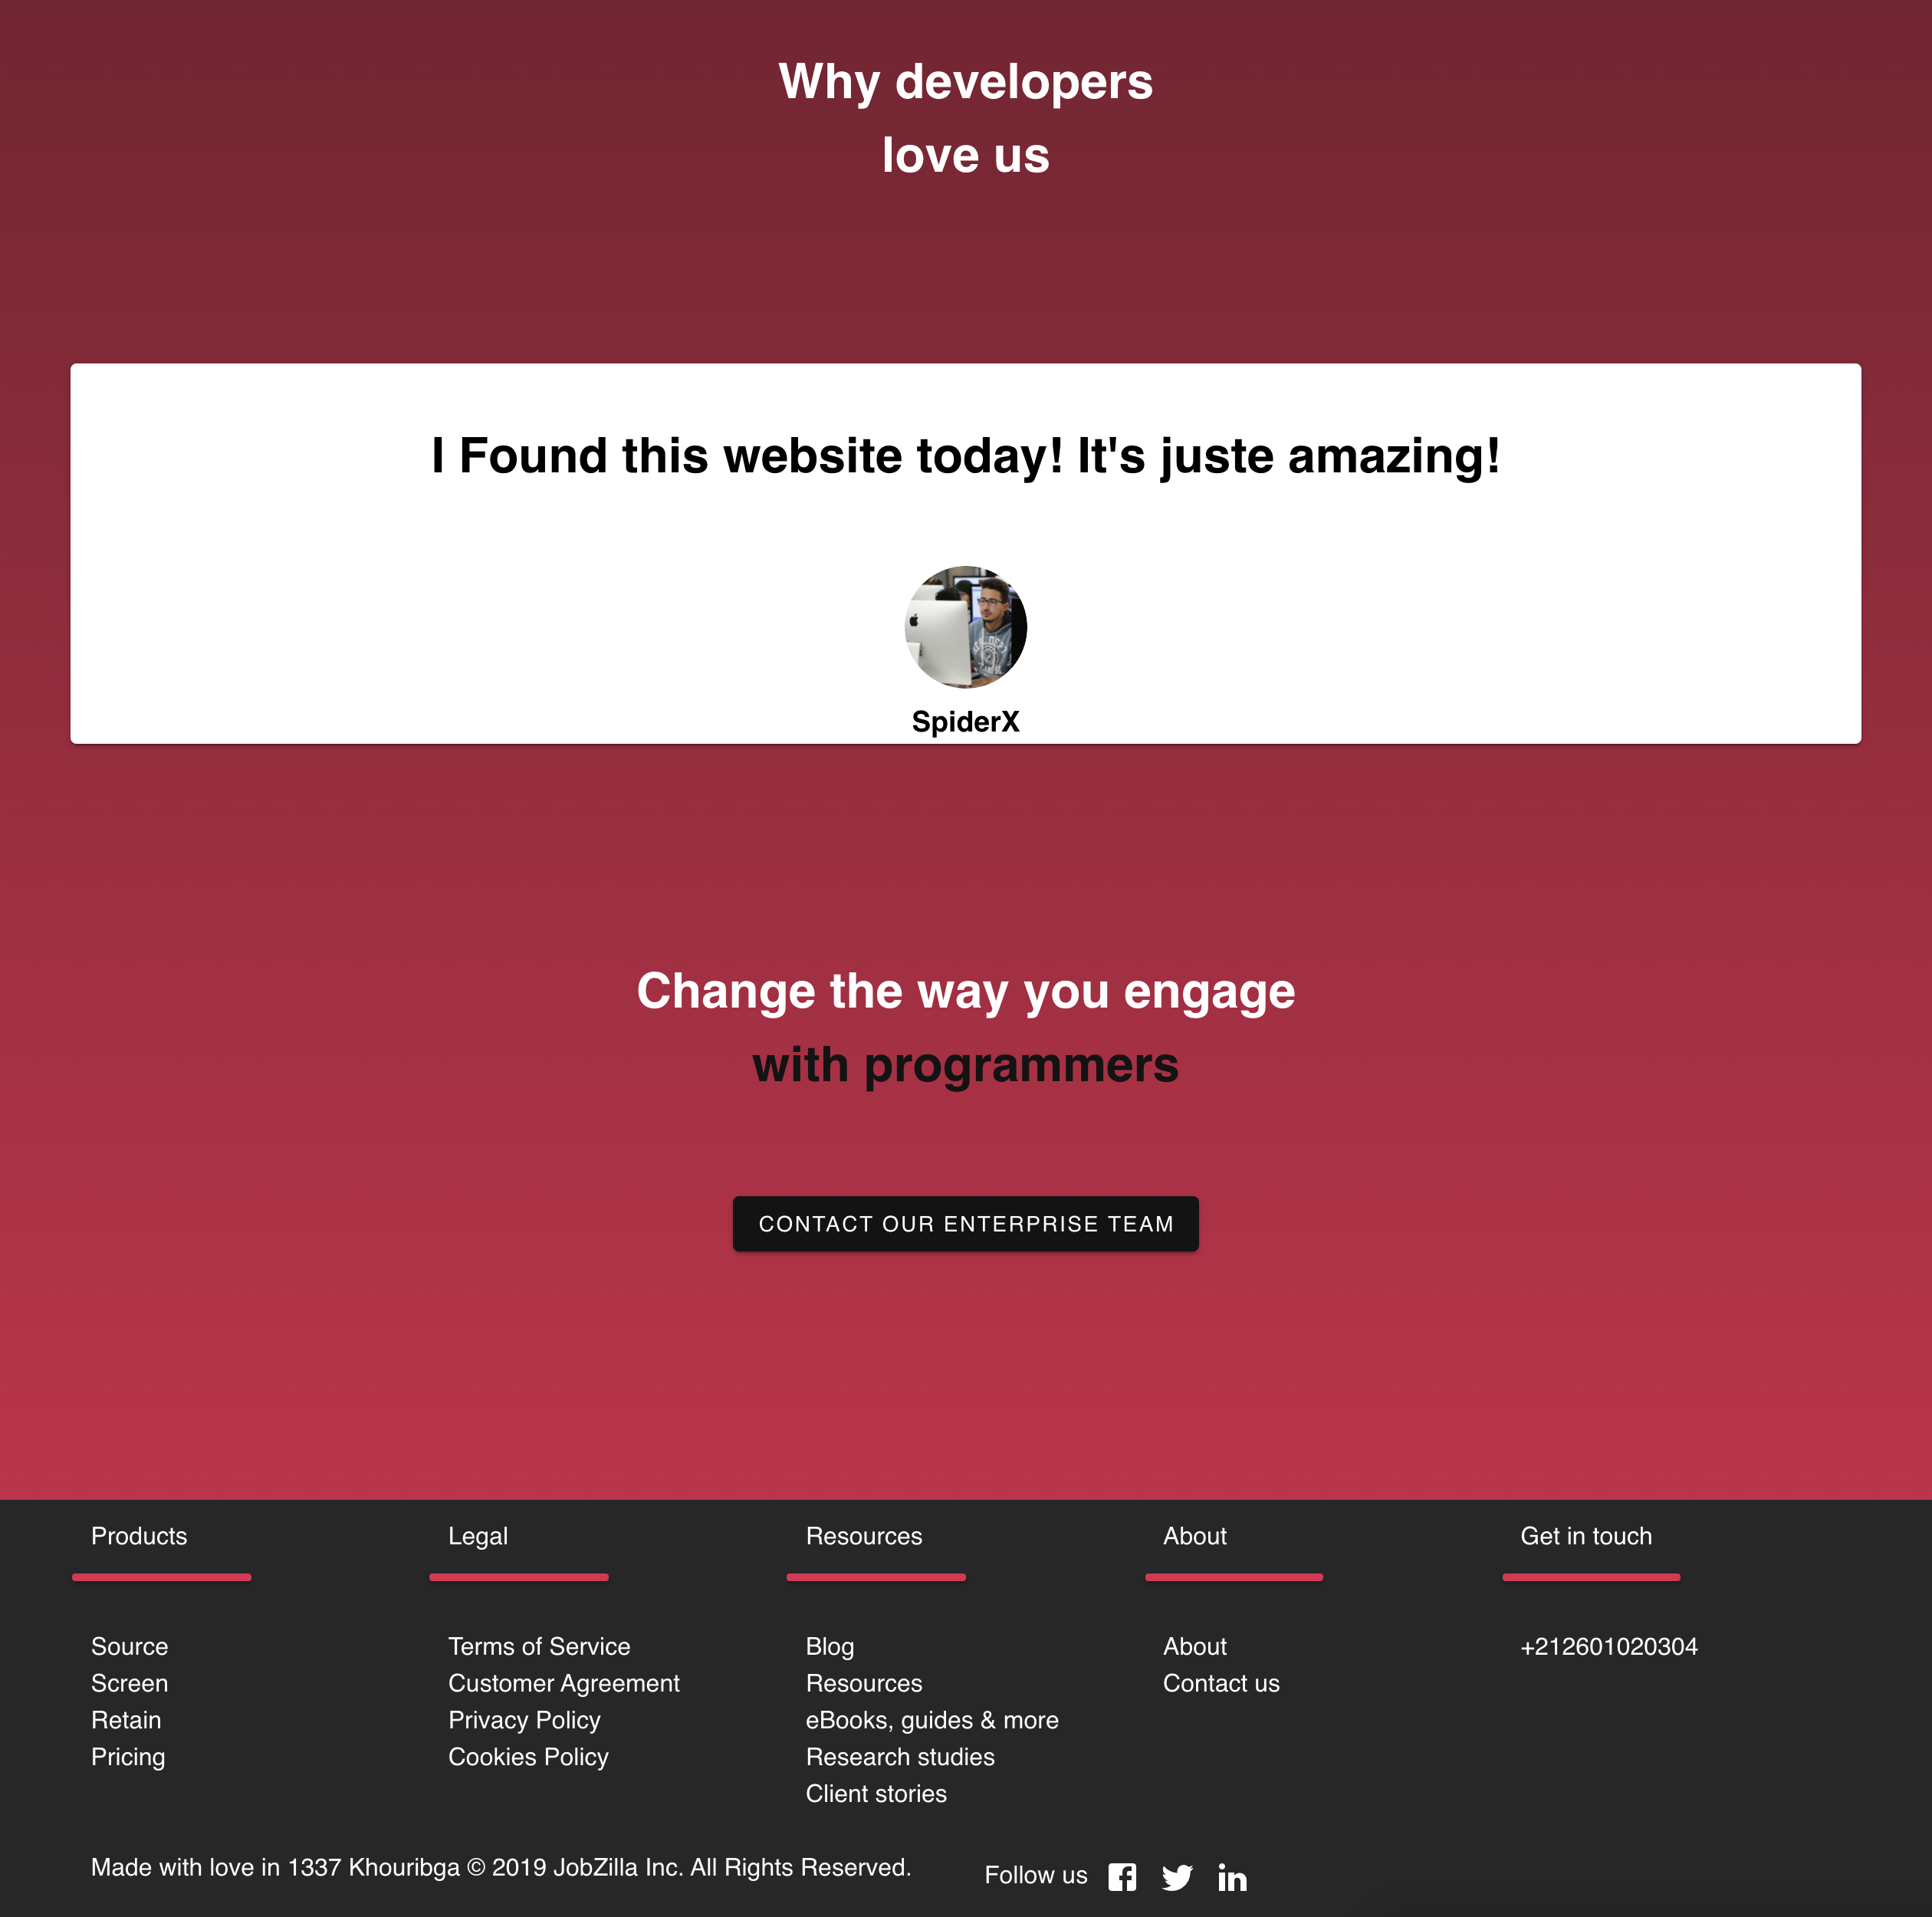 Why developers
love us
I Found this website today! It's juste amazing!
SpiderX
Change the way you engage
with programmers
CONTACT OUR ENTERPRISE TEAM
Products
Source
Screen
Retain
Pricing
Legal
Terms of Service
Customer Agreement
Privacy Policy
Cookies Policy
Resources
Blog
Resources
eBooks, guides & more
Research studies
Client stories
About
About
Contact us
Get in touch
+212601020304
Made with love in 1337 Khouribga © 2019 JobZilla Inc. All Rights Reserved.
Follow us